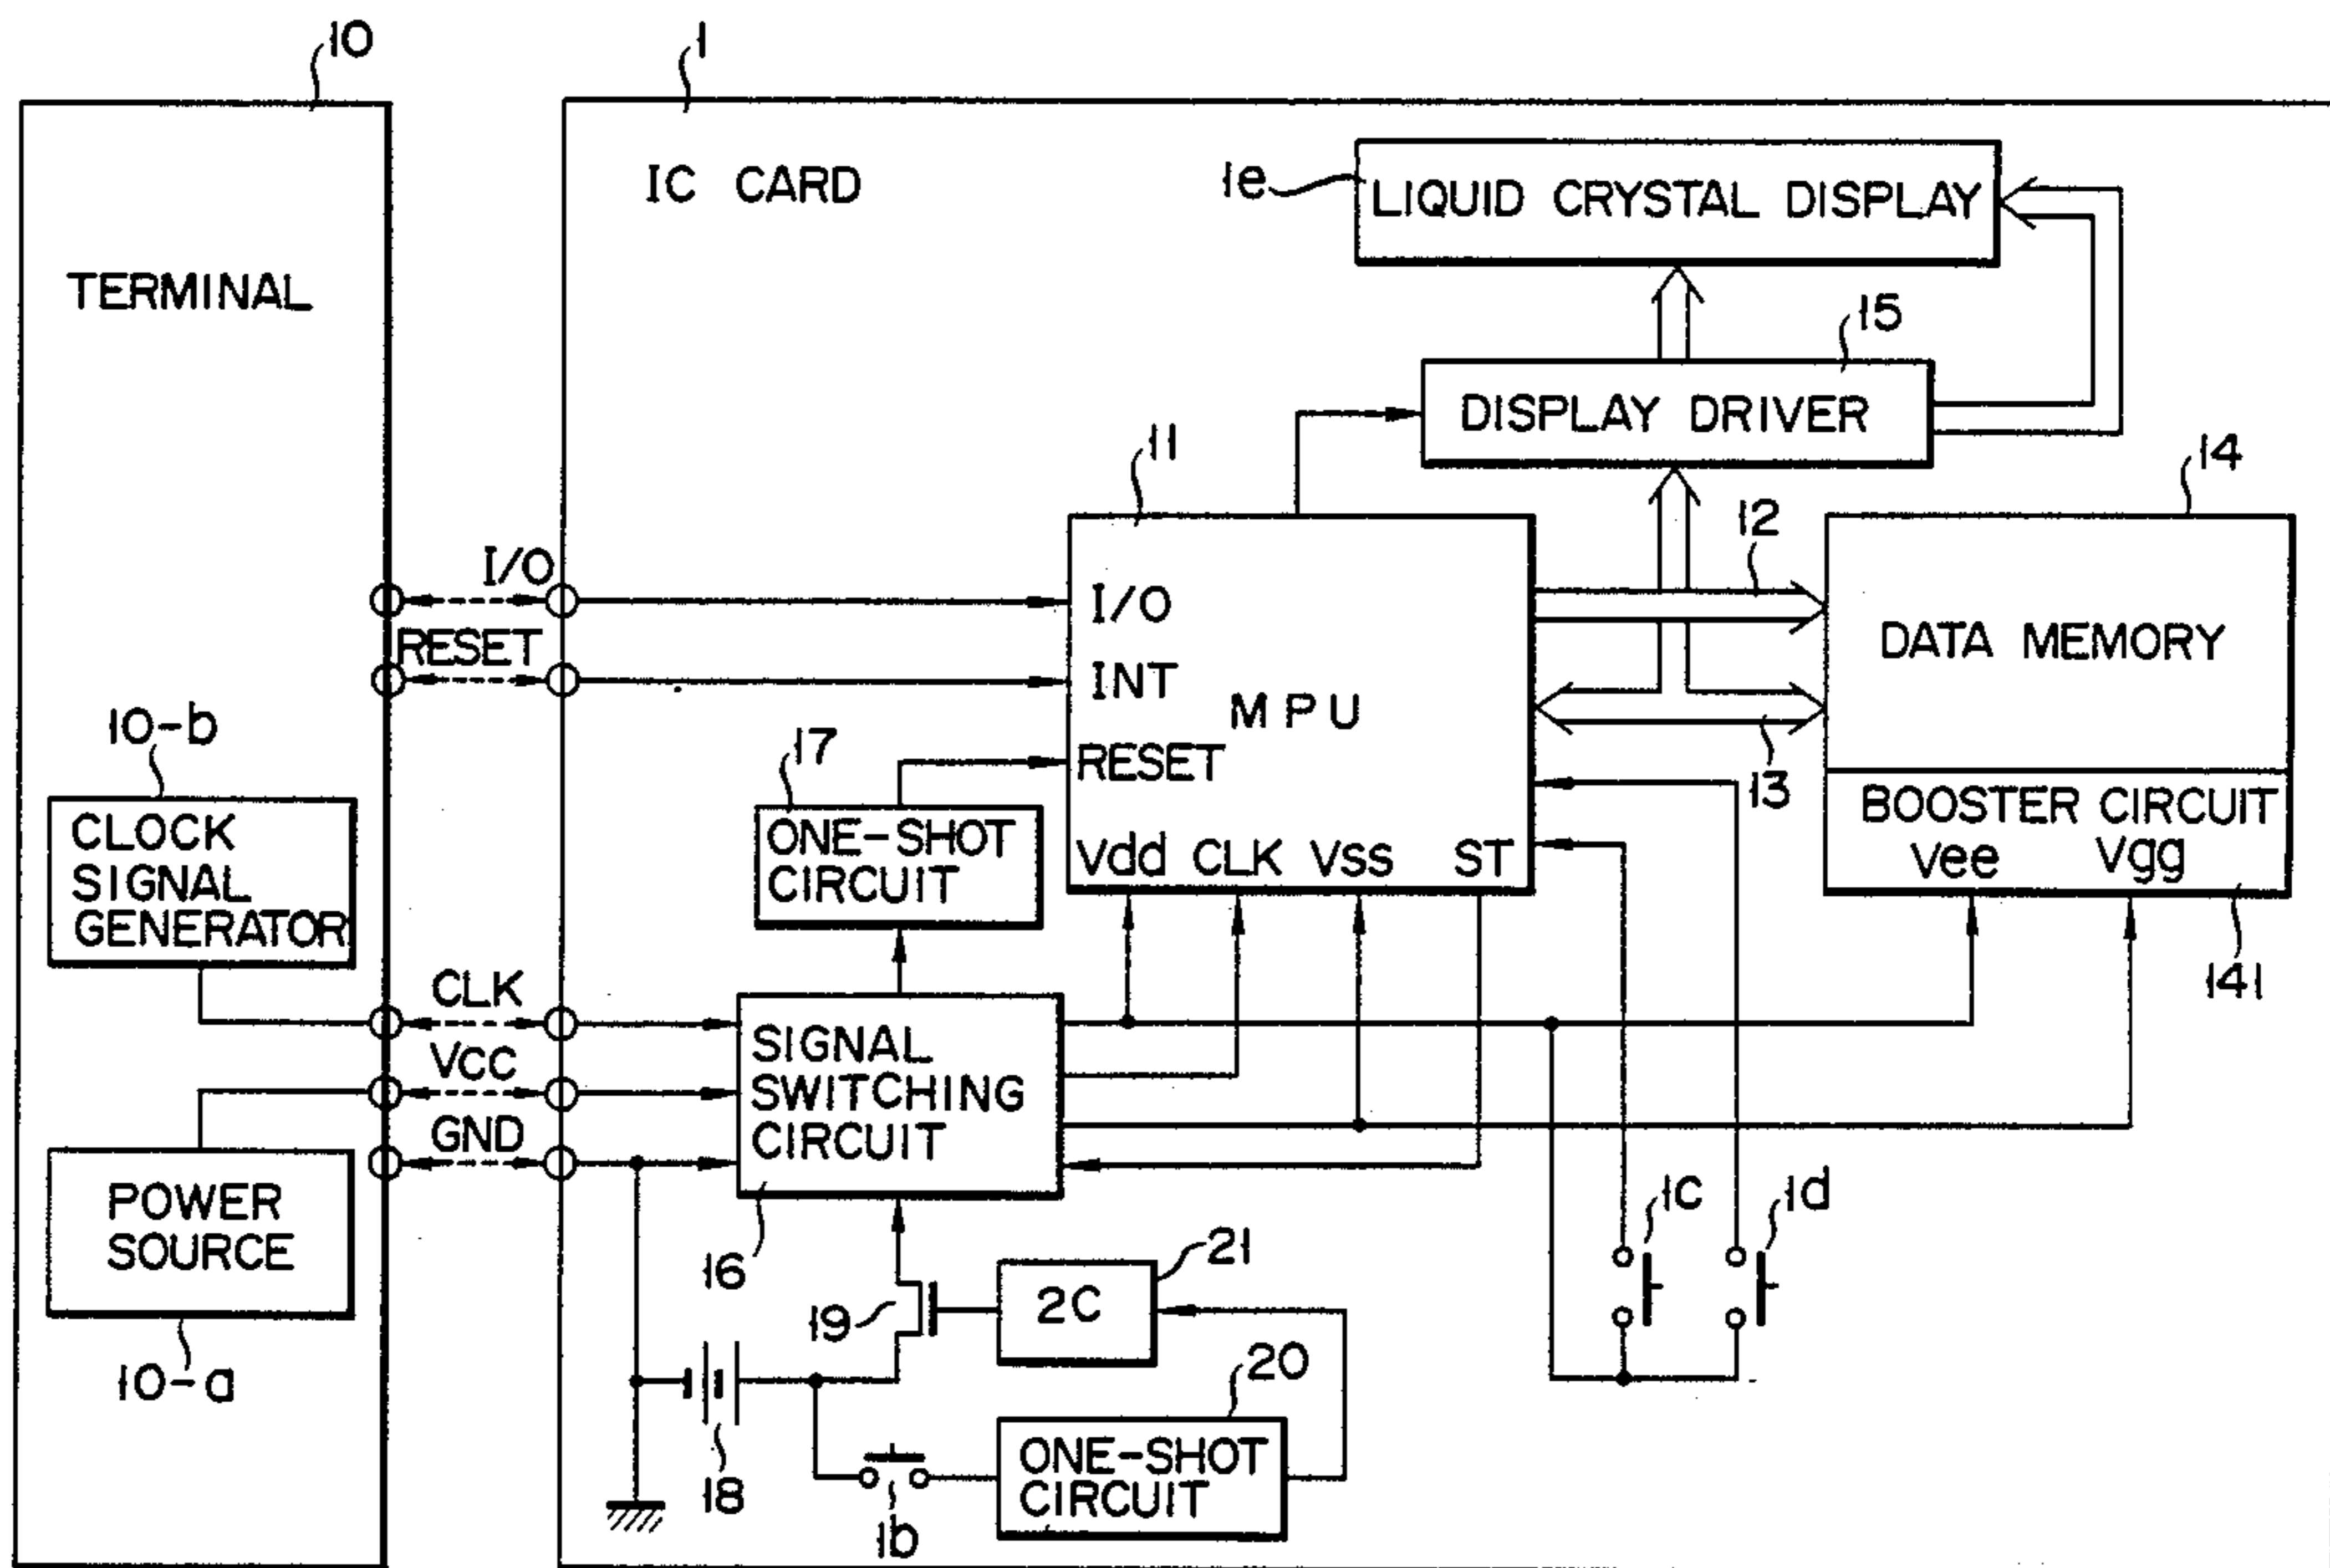 10
1
TERMINAL
IC CARD
1e
LIQUID CRYSTAL DISPLAY
15
DISPLAY DRIVER
11
14
12
I/O
I/O
RESET
INT
MPU
DATA MEMORY
10-b
17
RESET
13
CLOCK
SIGNAL
GENERATOR
ONE-SHOT
CIRCUIT
Vdd CLK Vss ST
BOOSTER CIRCUIT
Vee Vgg
141
CLK
VCC
GND
SIGNAL
SWITCHING
CIRCUIT
POWER
SOURCE
10-a
16
1c
1d
21
2C
19
20
18
1b
ONE-SHOT
CIRCUIT